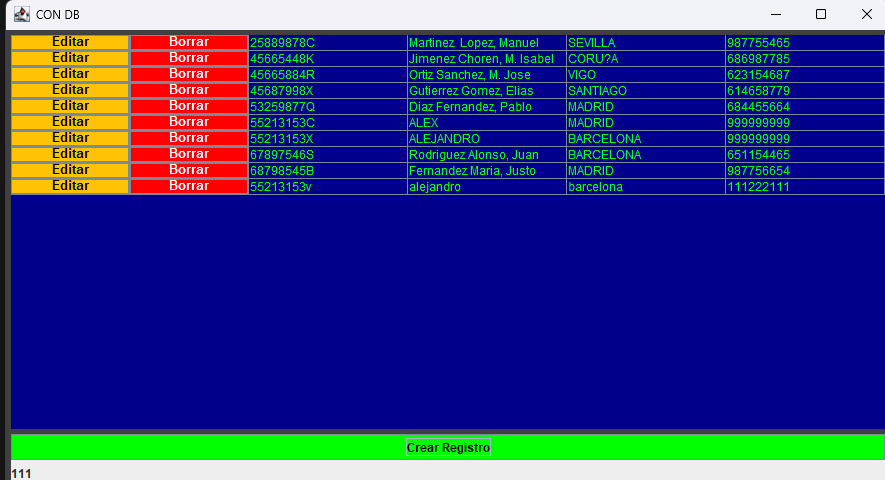 CON DB
Editar Borrar 25889878C Martinez Lopez, Manuel SEVILLA 987755465
Editar Borrar 45665448K Jimenez Choren, M. Isabel CORU?A 686987785
Editar Borrar 45665884R Ortiz Sanchez, M. Jose VIGO 623154687
Editar Borrar 45687998X Gutierrez Gomez, Elias SANTIAGO 614658779
Editar Borrar 53259877Q Diaz Fernandez, Pablo MADRID 684455664
Editar Borrar 55213153C ALEX MADRID 999999999
Editar Borrar 55213153X ALEJANDRO BARCELONA 999999999
Editar Borrar 67897546S Rodriguez Alonso, Juan BARCELONA 651154465
Editar Borrar 68798545B Fernandez Maria, Justo MADRID 987756654
Editar Borrar 55213153v alejandro barcelona 111222111
Crear Registro
111